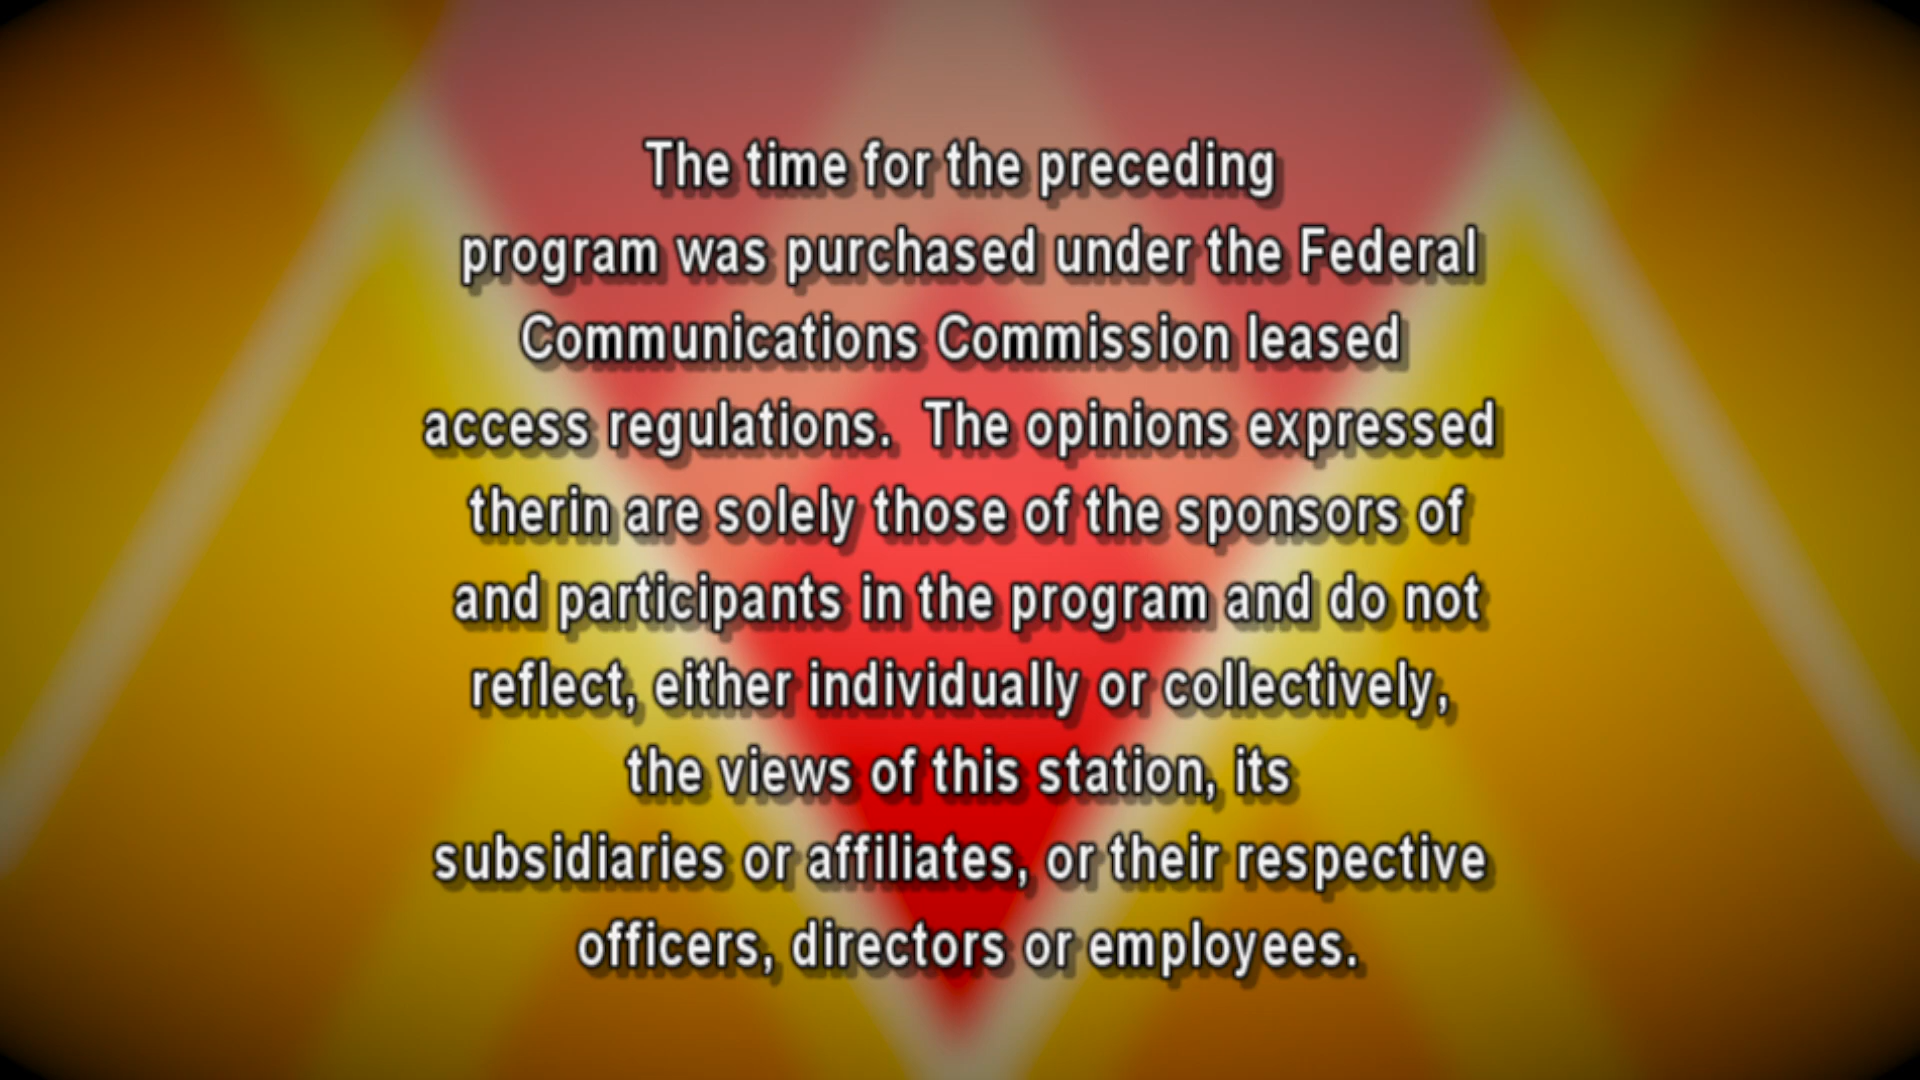 The time for the preceding
program was purchased under the Federal
Communications Commission leased
access regulations.  The opinions expressed
therin are solely those of the sponsors of
and participants in the program and do not
reflect, either individually or collectively,
the views of this station, its
subsidiaries or affiliates, or their respective
officers, directors or employees.